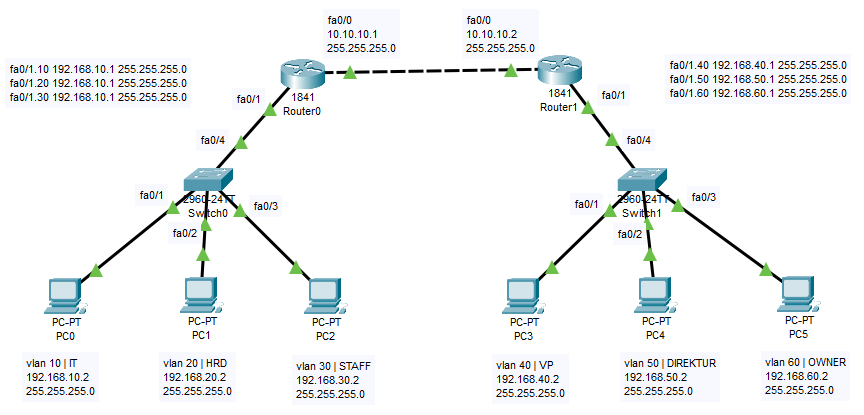 fa0/0
10.10.10.1
255.255.255.0
fa0/0
10.10.10.2
255.255.255.0
fa0/1.10 192.168.10.1 255.255.255.0
fa0/1.20 192.168.10.1 255.255.255.0
fa0/1.30 192.168.10.1 255.255.255.0
fa0/1.40 192.168.40.1 255.255.255.0
fa0/1.50 192.168.50.1 255.255.255.0
fa0/1.60 192.168.60.1 255.255.255.0
1841
Router0
1841
Router1
fa0/1
fa0/1
fa0/4
fa0/4
2960-24TT
Switch0
2960-24TT
Switch1
fa0/1
fa0/2
fa0/3
fa0/1
fa0/2
fa0/3
PC-PT
PC0
PC-PT
PC1
PC-PT
PC2
PC-PT
PC3
PC-PT
PC4
PC-PT
PC5
vlan 10 | IT
192.168.10.2
255.255.255.0
vlan 20 | HRD
192.168.20.2
255.255.255.0
vlan 30 | STAFF
192.168.30.2
255.255.255.0
vlan 40 | VP
192.168.40.2
255.255.255.0
vlan 50 | DIREKTUR
192.168.50.2
255.255.255.0
vlan 60 | OWNER
192.168.60.2
255.255.255.0